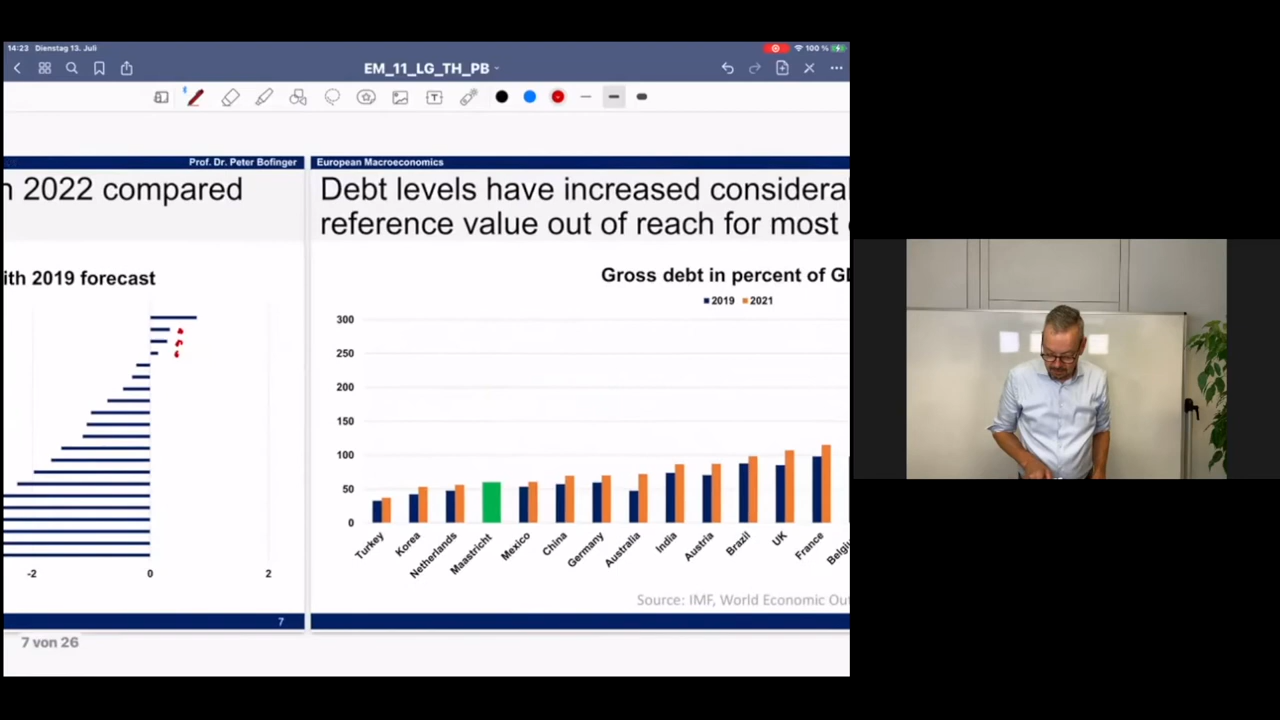 14:23 Dienstag 13. Juli
100 %
EM_11_LG_TH_PB
Prof. Dr. Peter Bofinger
n 2022 compared
ith 2019 forecast
-2 0 2
7
7 von 26
European Macroeconomics
Debt levels have increased considera
reference value out of reach for most
Gross debt in percent of GD
2019 2021
300
250
200
150
100
50
0
Turkey Korea Netherlands Maastricht Mexico China Germany Australia India Austria Brazil UK France Belgi
Source: IMF, World Economic Out